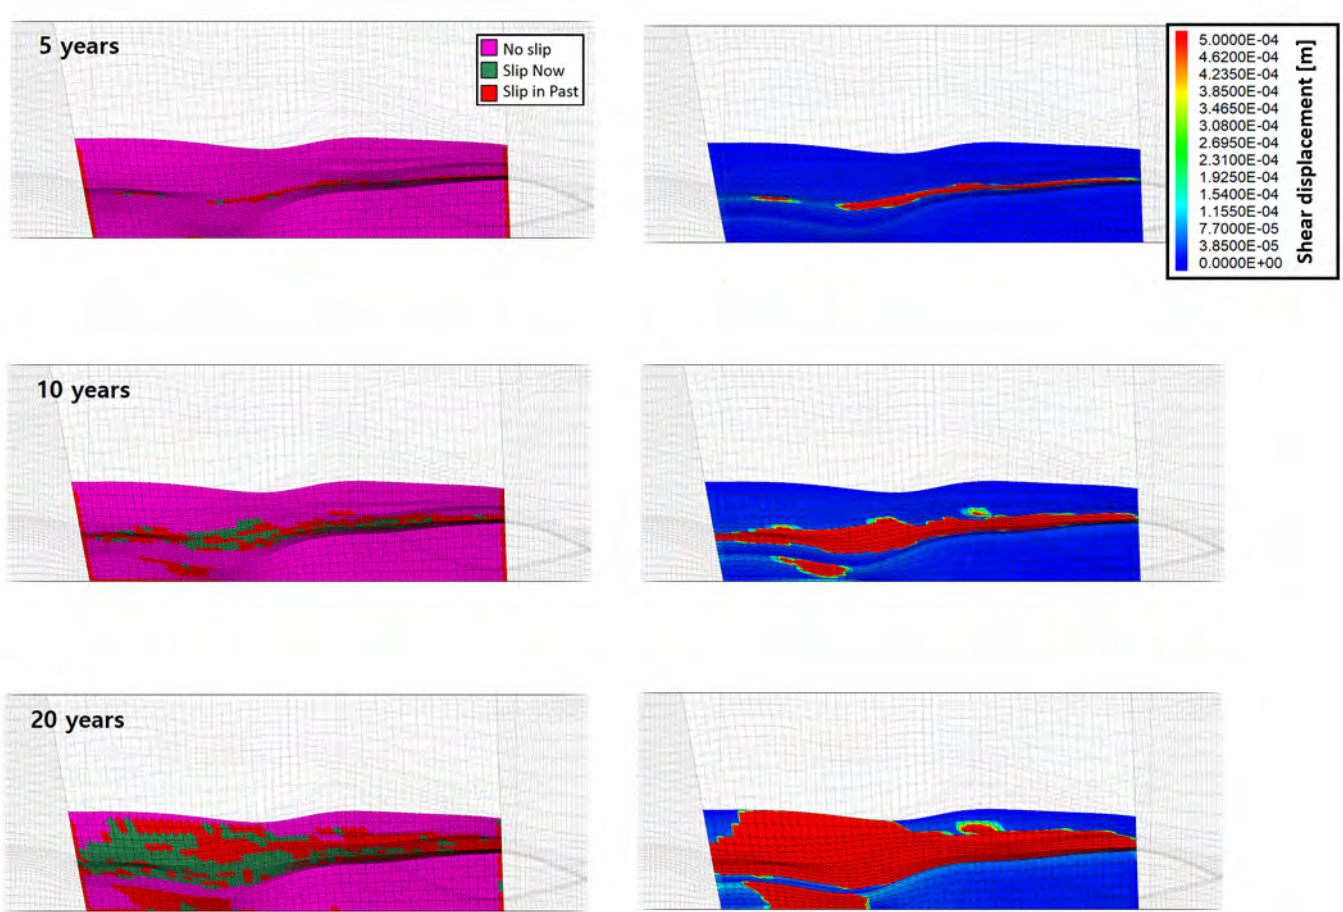 5 years
No slip
Slip Now
Slip in Past
5.0000E-04
4.6200E-04
4.2350E-04
3.8500E-04
3.4650E-04
3.0800E-04
2.6950E-04
2.3100E-04
1.9250E-04
1.5400E-04
1.1550E-04
7.7000E-05
3.8500E-05
0.0000E+00
Shear displacement [m]
10 years
20 years